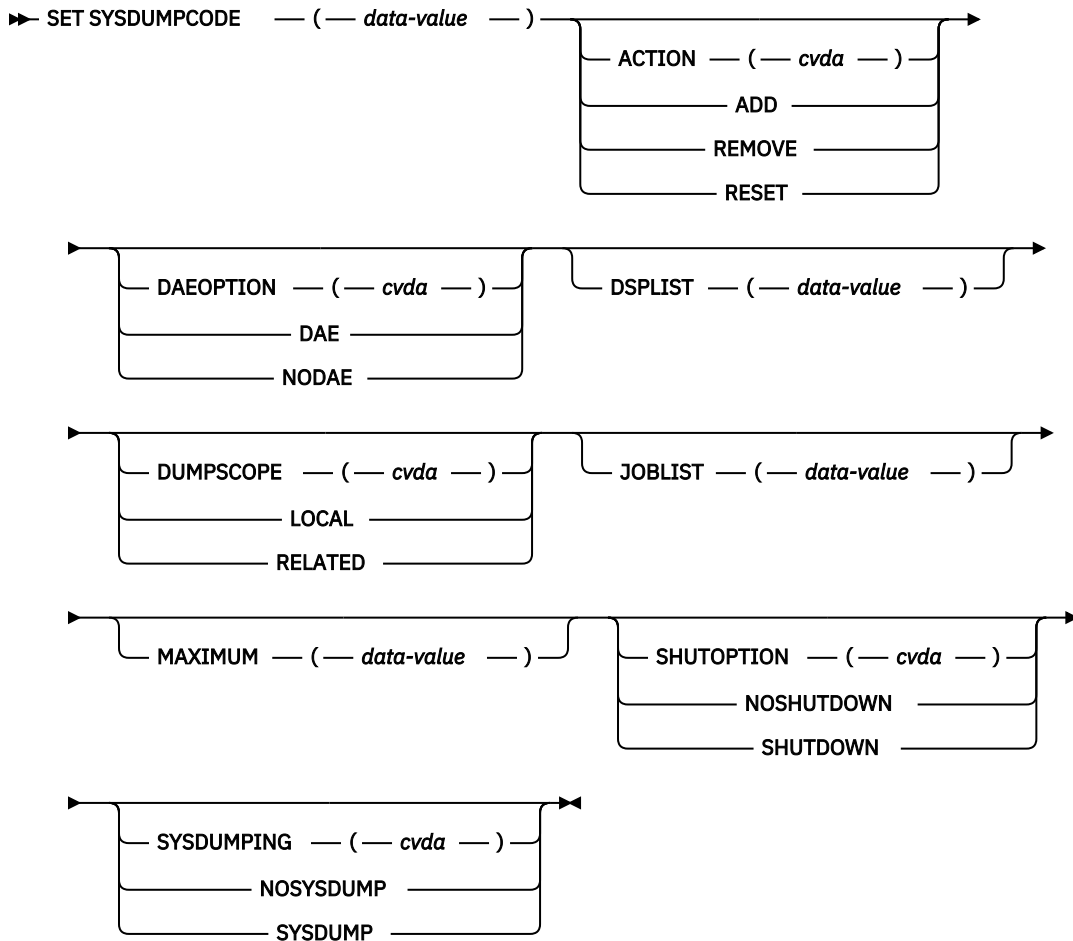 SET SYSDUMPCODE ( data-value )
ACTION ( cvda )
ADD
REMOVE
RESET
DAEOPTION ( cvda ) DSPLIST ( data-value )
DAE
NODAE
DUMPSCOPE ( cvda ) JOBLIST ( data-value )
LOCAL
RELATED
MAXIMUM ( data-value ) SHUTOPTION ( cvda )
NOSHUTDOWN
SHUTDOWN
SYSDUMPING ( cvda )
NOSYSDUMP
SYSDUMP